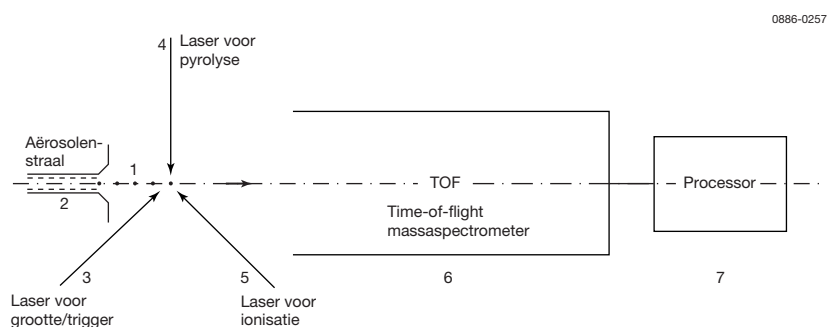 0886-0257
4
Laser voor
pyrolyse
Aërosolen-
straal
1
2
TOF
Processor
Time-of-flight
massaspectrometer
3
5
6
7
Laser voor
grootte/trigger
Laser voor
ionisatie